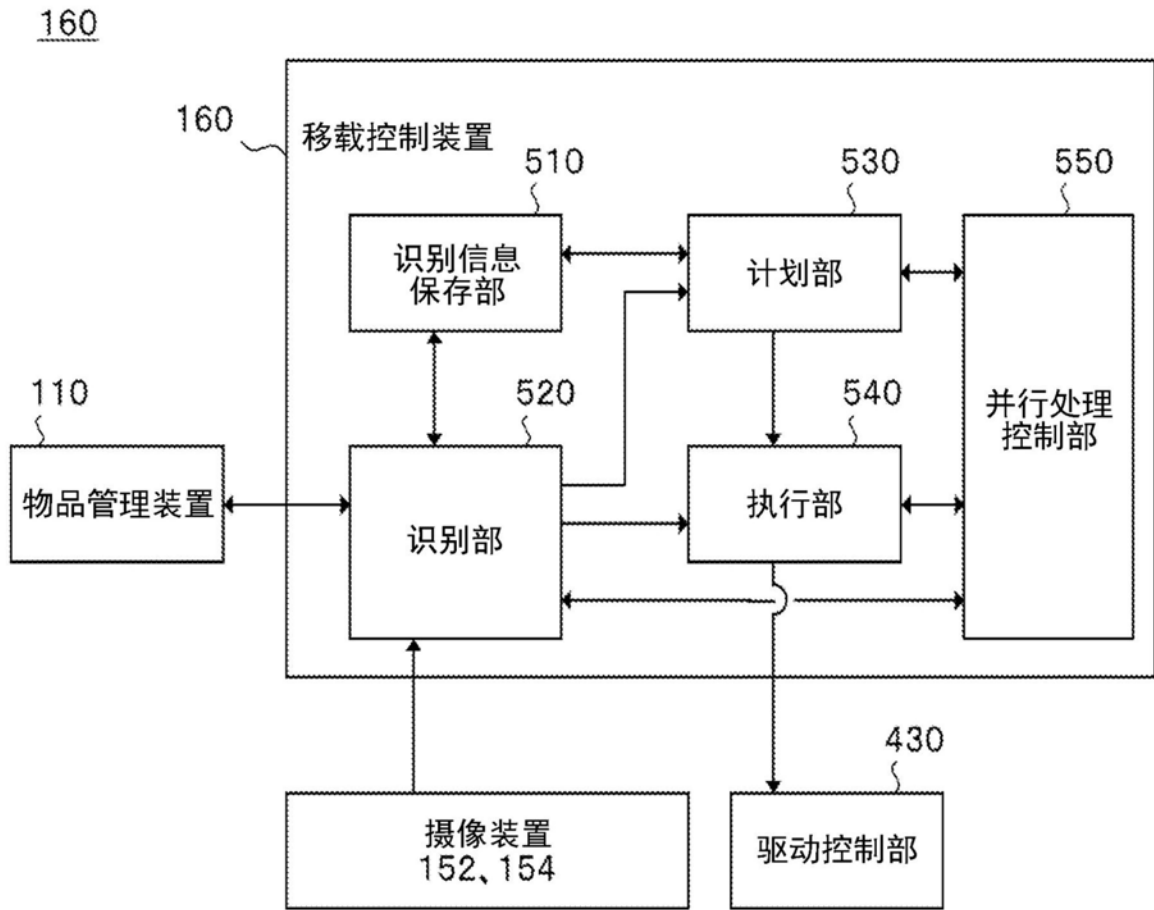 160
160
移载控制装置
510
530
550
识别信息
保存部
计划部
并行处理
控制部
110
520
540
物品管理装置
识别部
执行部
430
摄像装置
152、154
驱动控制部